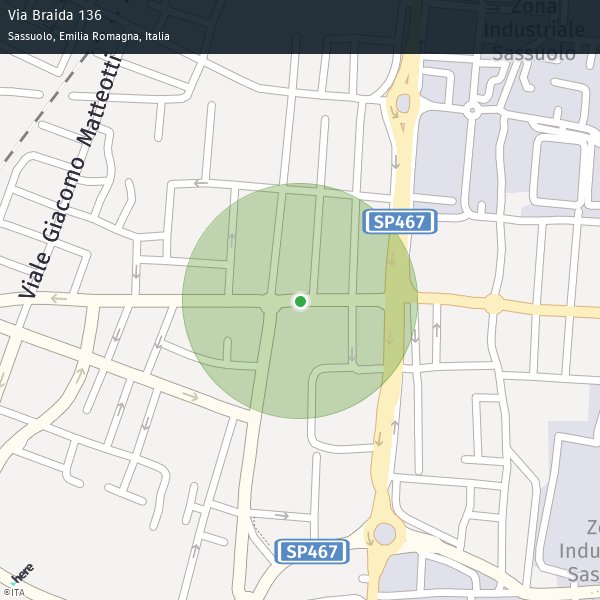 Via Braida 136
Sassuolo, Emilia Romagna, Italia
Zona
Industriale
Sassuolo
Viale Giacomo Matteotti
SP467
SP467
Zo
Indu
Sass
here
©ITA